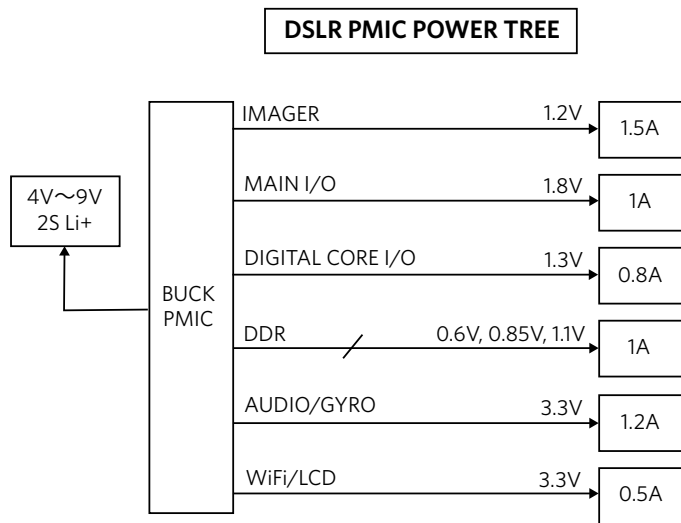 DSLR PMIC POWER TREE
IMAGER 1.2V 1.5A
4V～9V
2S Li+
MAIN I/O 1.8V 1A
DIGITAL CORE I/O 1.3V 0.8A
BUCK
PMIC
DDR 0.6V, 0.85V, 1.1V 1A
AUDIO/GYRO 3.3V 1.2A
WiFi/LCD 3.3V 0.5A